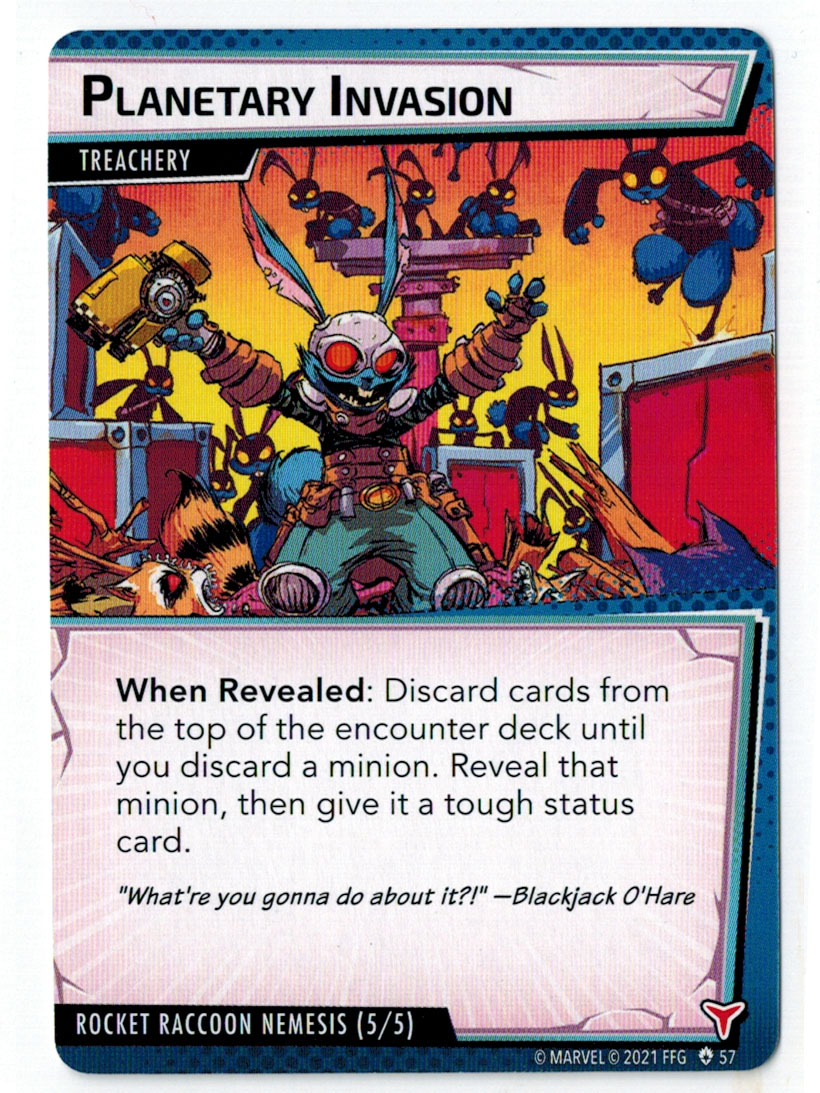 PLANETARY INVASION
TREACHERY
When Revealed: Discard cards from
the top of the encounter deck until
you discard a minion. Reveal that
minion, then give it a tough status
card.
"What're you gonna do about it?!" —Blackjack O'Hare
ROCKET RACCOON NEMESIS (5/5)
© MARVEL © 2021 FFG 57